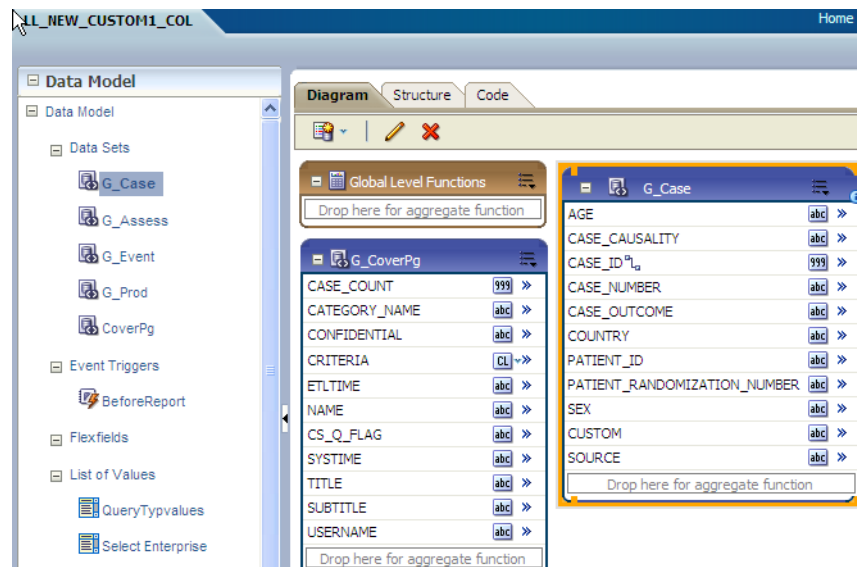 LL_NEW_CUSTOM1_COL
Home
Data Model
Data Model
Data Sets
G_Case
G_Assess
G_Event
G_Prod
CoverPg
Event Triggers
BeforeReport
Flexfields
List of Values
QueryTypvalues
Select Enterprise
Diagram Structure Code
Global Level Functions
Drop here for aggregate function
G_CoverPg
CASE_COUNT 999
CATEGORY_NAME abc
CONFIDENTIAL abc
CRITERIA CL
ETLTIME abc
NAME abc
CS_Q_FLAG abc
SYSTIME abc
TITLE abc
SUBTITLE abc
USERNAME abc
Drop here for aggregate function
G_Case
AGE abc
CASE_CAUSALITY abc
CASE_ID 999
CASE_NUMBER abc
CASE_OUTCOME abc
COUNTRY abc
PATIENT_ID abc
PATIENT_RANDOMIZATION_NUMBER abc
SEX abc
CUSTOM abc
SOURCE abc
Drop here for aggregate function